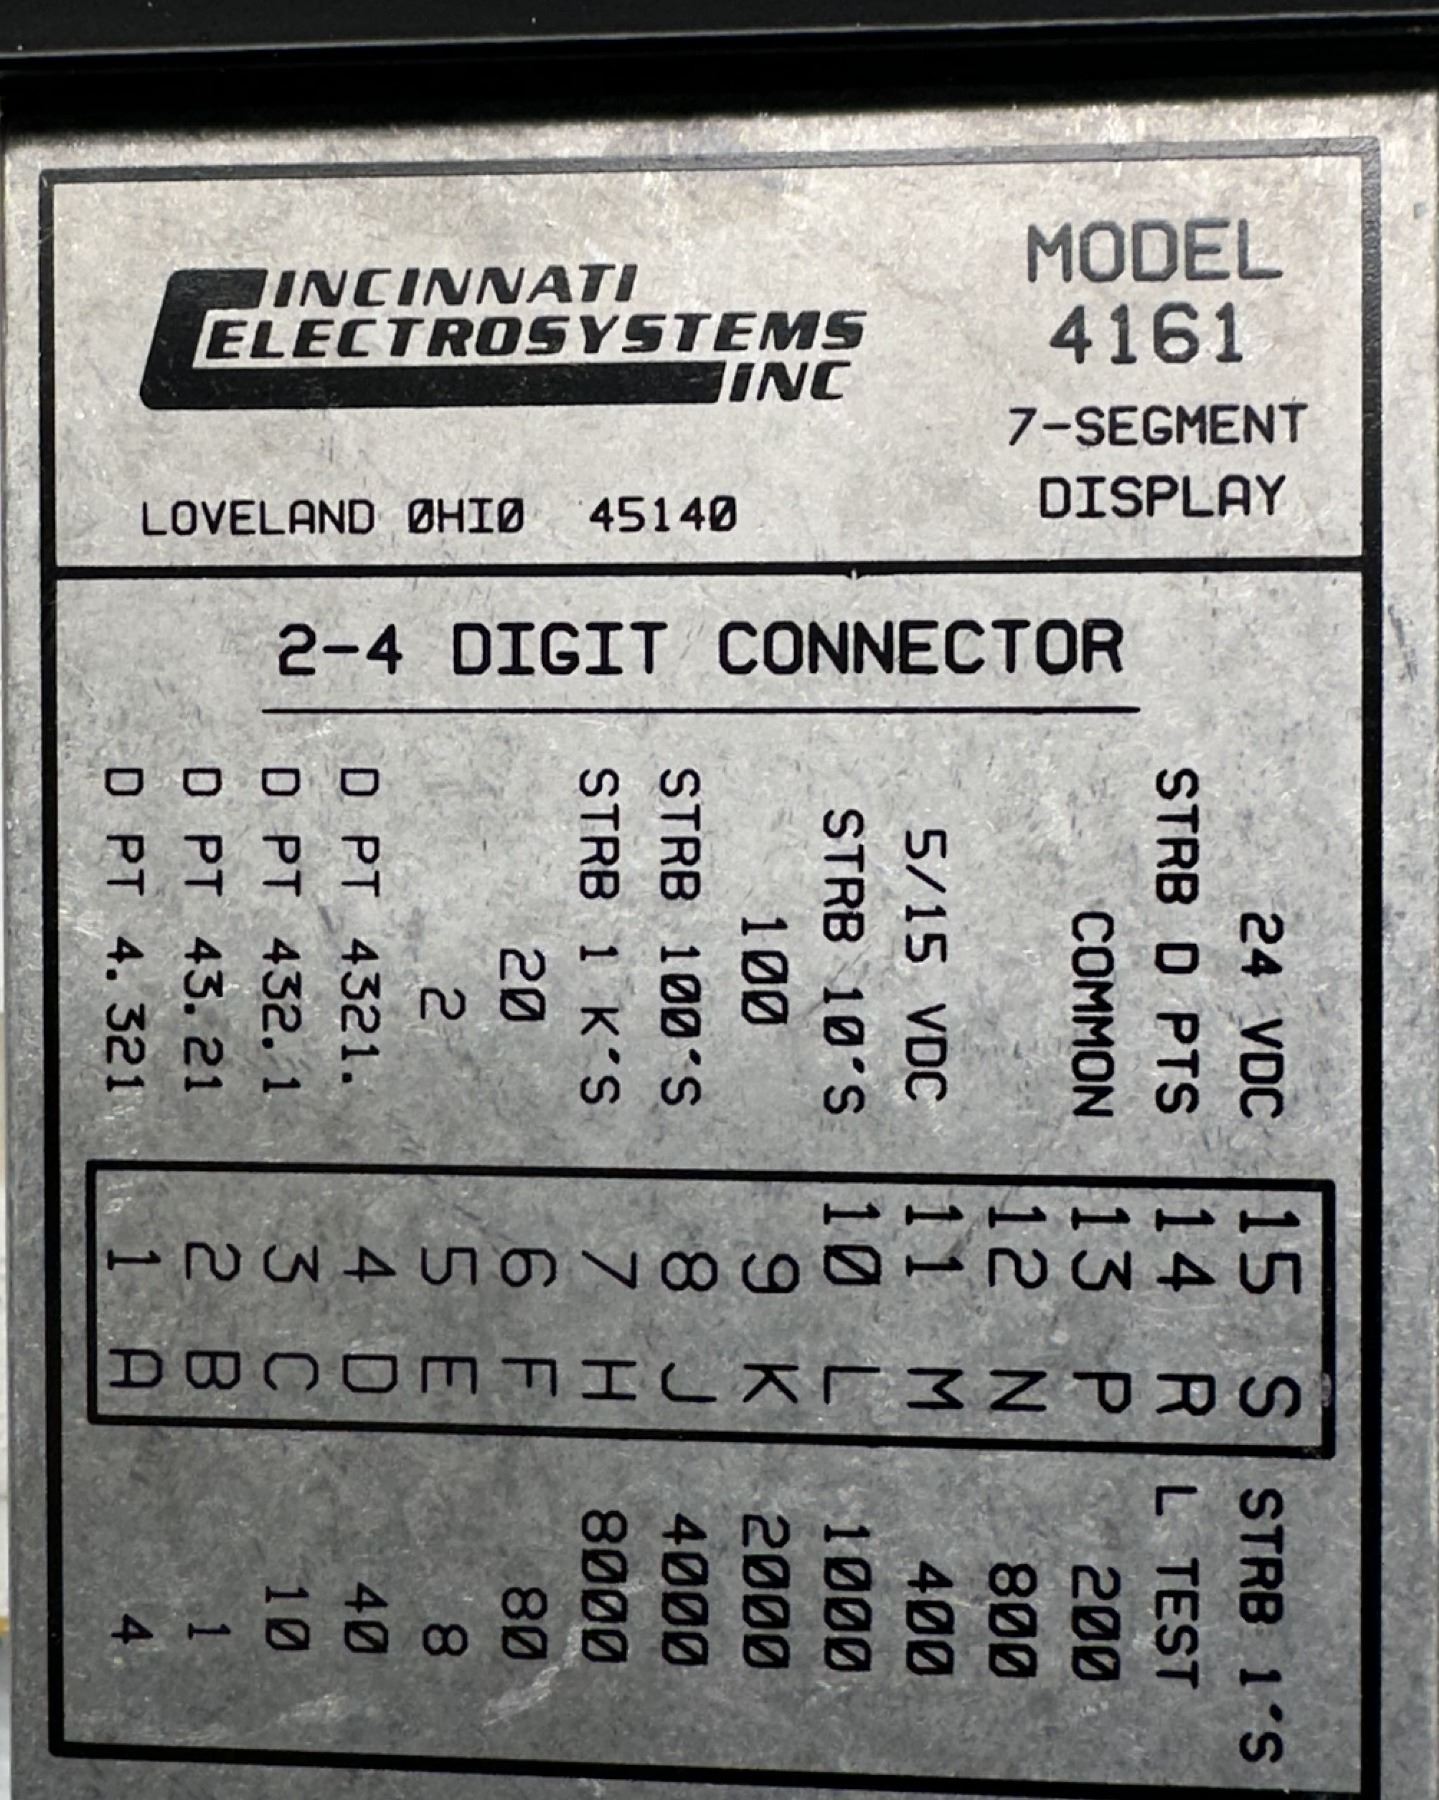 CINCINNATI
ELECTROSYSTEMS
INC
LOVELAND 0HI0 45140
MODEL
4161
7-SEGMENT
DISPLAY
2-4 DIGIT CONNECTOR
24 VDC 15 S STRB 1'S
STRB D PTS 14 R L TEST
COMMON 13 P 200
12 N 800
5/15 VDC 11 M 400
STRB 10'S 10 L 1000
100 9 K 2000
STRB 100'S 8 J 4000
STRB 1 K'S 7 H 8000
20 6 F 80
2 5 E 8
D PT 4321. 4 D 40
D PT 432.1 3 C 10
D PT 43.21 2 B 1
D PT 4.321 1 A 4